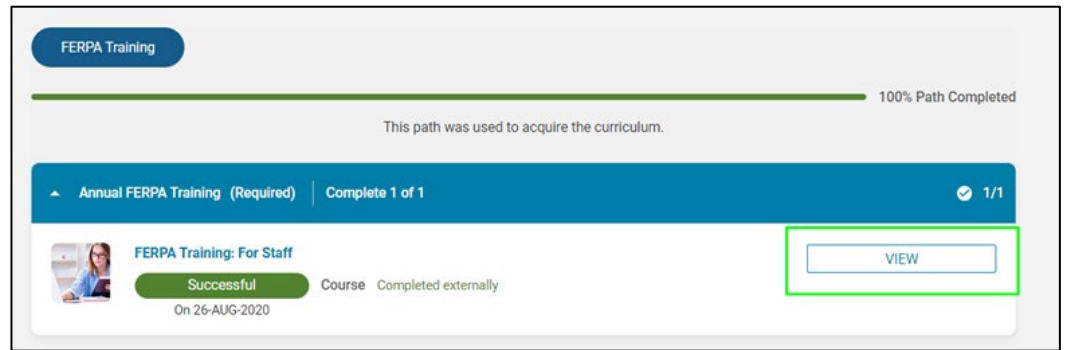 FERPA Training
100% Path Completed
This path was used to acquire the curriculum.
Annual FERPA Training (Required) Complete 1 of 1 1/1
FERPA Training: For Staff
VIEW
Successful Course Completed externally
On 26-AUG-2020